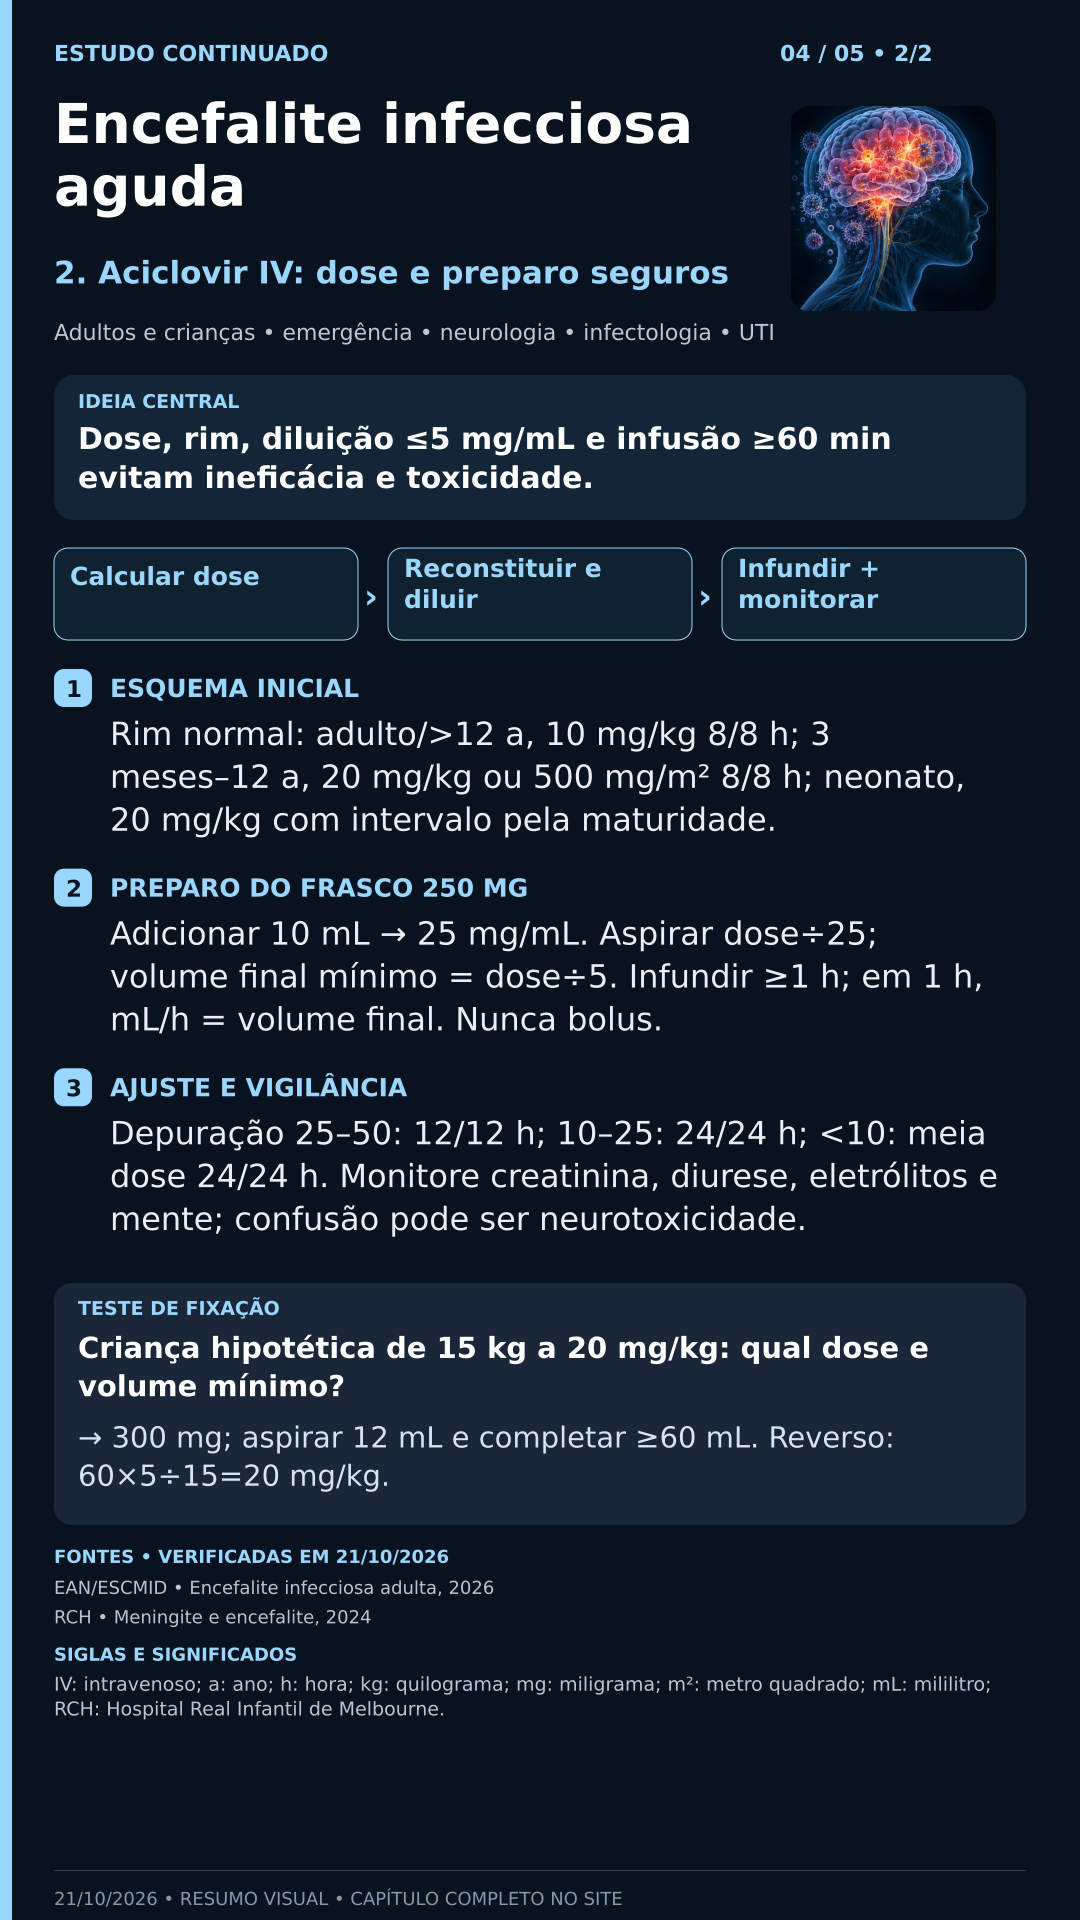 ESTUDO CONTINUADO
04 / 05 • 2/2
Encefalite infecciosa
aguda
2. Aciclovir IV: dose e preparo seguros
Adultos e crianças • emergência • neurologia • infectologia • UTI
IDEIA CENTRAL
Dose, rim, diluição ≤5 mg/mL e infusão ≥60 min
evitam ineficácia e toxicidade.
Calcular dose
›
Reconstituir e
diluir
›
Infundir +
monitorar
1 ESQUEMA INICIAL
Rim normal: adulto/>12 a, 10 mg/kg 8/8 h; 3
meses–12 a, 20 mg/kg ou 500 mg/m² 8/8 h; neonato,
20 mg/kg com intervalo pela maturidade.
2 PREPARO DO FRASCO 250 MG
Adicionar 10 mL → 25 mg/mL. Aspirar dose÷25;
volume final mínimo = dose÷5. Infundir ≥1 h; em 1 h,
mL/h = volume final. Nunca bolus.
3 AJUSTE E VIGILÂNCIA
Depuração 25–50: 12/12 h; 10–25: 24/24 h; <10: meia
dose 24/24 h. Monitore creatinina, diurese, eletrólitos e
mente; confusão pode ser neurotoxicidade.
TESTE DE FIXAÇÃO
Criança hipotética de 15 kg a 20 mg/kg: qual dose e
volume mínimo?
→ 300 mg; aspirar 12 mL e completar ≥60 mL. Reverso:
60×5÷15=20 mg/kg.
FONTES • VERIFICADAS EM 21/10/2026
EAN/ESCMID • Encefalite infecciosa adulta, 2026
RCH • Meningite e encefalite, 2024
SIGLAS E SIGNIFICADOS
IV: intravenoso; a: ano; h: hora; kg: quilograma; mg: miligrama; m²: metro quadrado; mL: mililitro;
RCH: Hospital Real Infantil de Melbourne.
21/10/2026 • RESUMO VISUAL • CAPÍTULO COMPLETO NO SITE